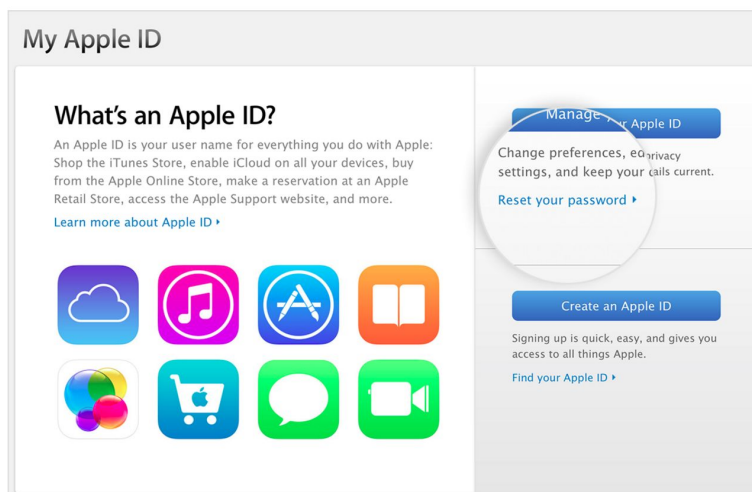 My Apple ID
What's an Apple ID?
An Apple ID is your user name for everything you do with Apple:
Shop the iTunes Store, enable iCloud on all your devices, buy
from the Apple Online Store, make a reservation at an Apple
Retail Store, access the Apple Support website, and more.
Learn more about Apple ID
Manage Apple ID
Change preferences, privacy
settings, and keep your current.
Reset your password
Create an Apple ID
Signing up is quick, easy, and gives you
access to all things Apple.
Find your Apple ID